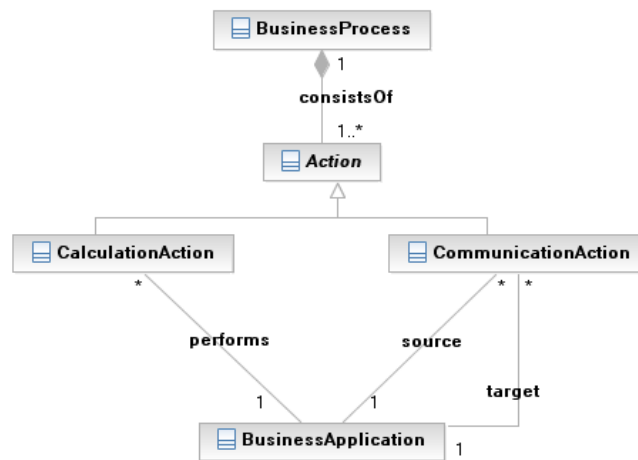 BusinessProcess
1
consistsOf
1..*
Action
CalculationAction
CommunicationAction
*
* *
performs
source
target
1
1
BusinessApplication
1